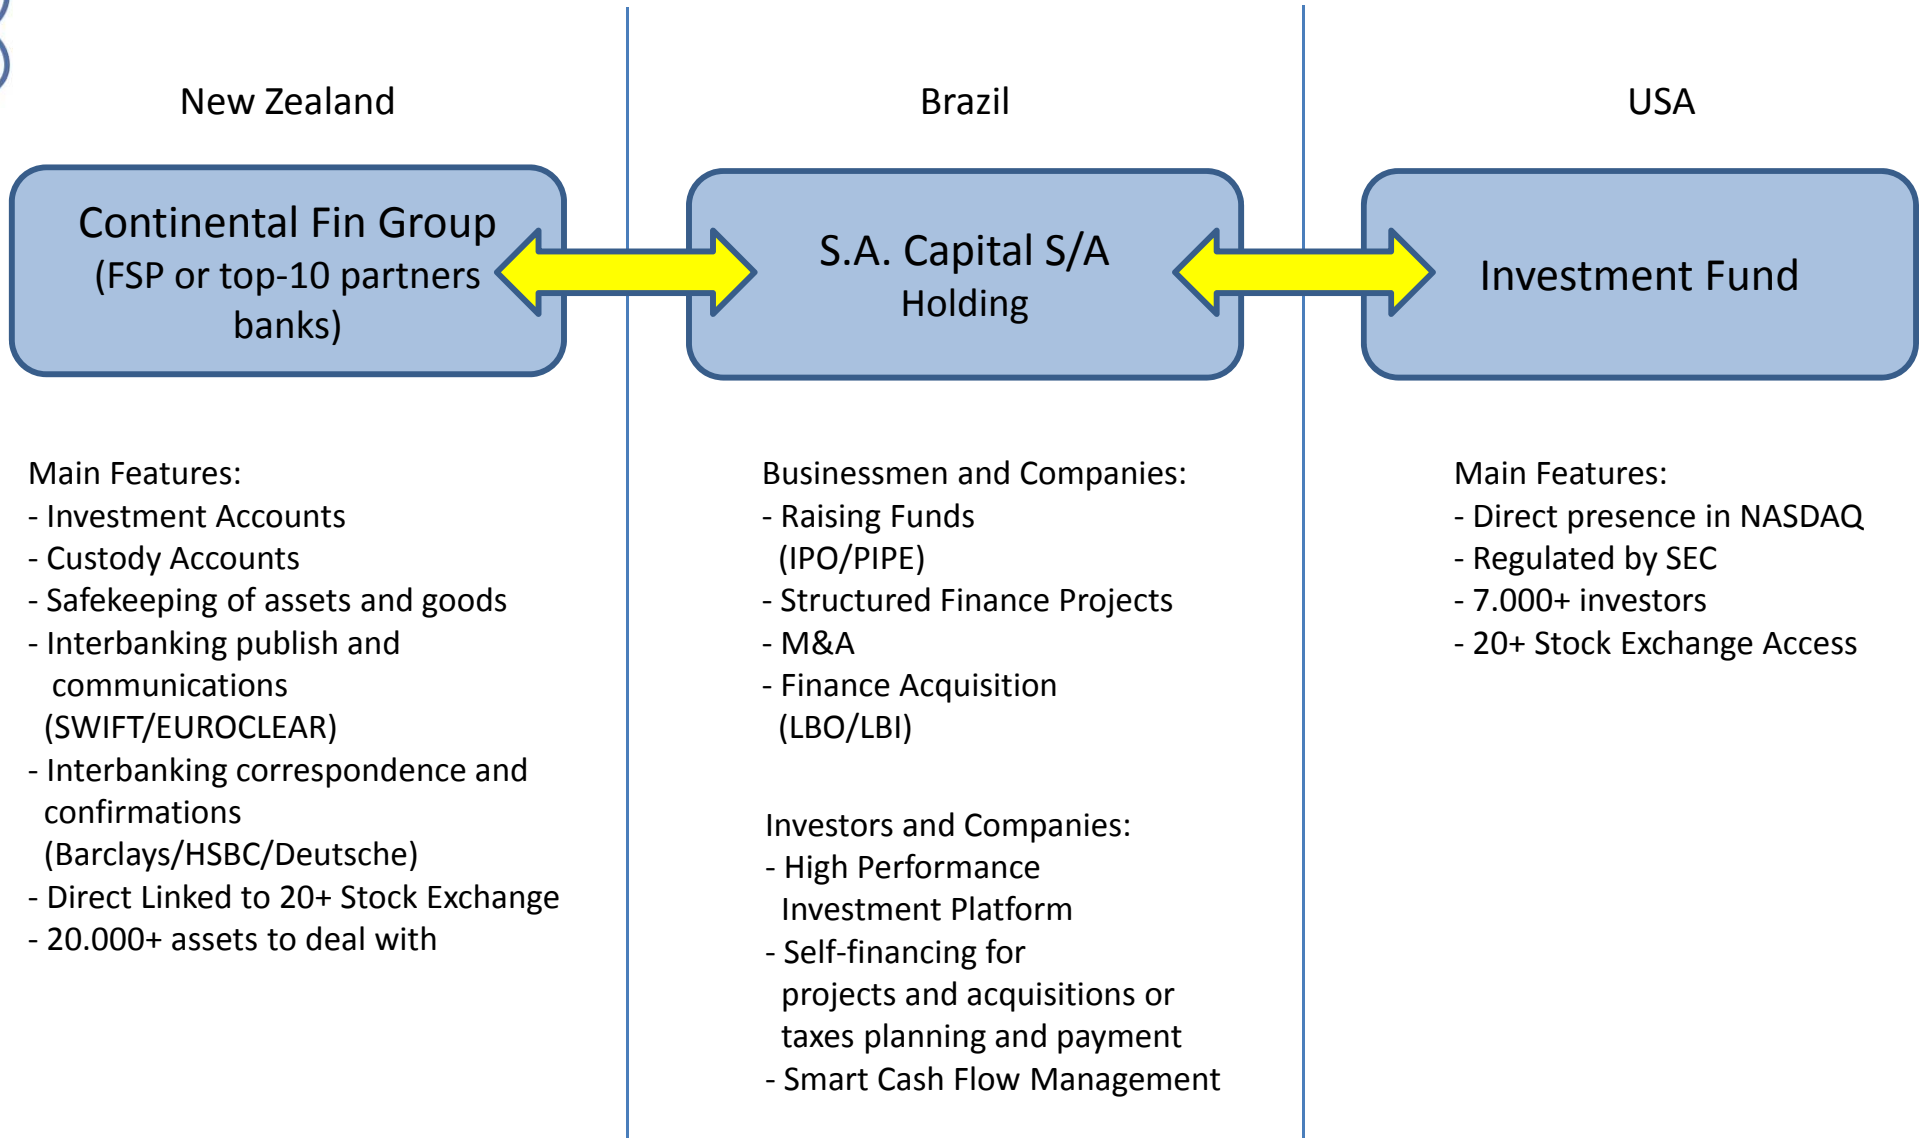 New Zealand
Continental Fin Group
(FSP or top-10 partners
banks)
Main Features:
- Investment Accounts
- Custody Accounts
- Safekeeping of assets and goods
- Interbanking publish and
communications
(SWIFT/EUROCLEAR)
- Interbanking correspondence and
confirmations
(Barclays/HSBC/Deutsche)
- Direct Linked to 20+ Stock Exchange
- 20.000+ assets to deal with
Brazil
S.A. Capital S/A
Holding
Businessmen and Companies:
- Raising Funds
(IPO/PIPE)
- Structured Finance Projects
- M&A
- Finance Acquisition
(LBO/LBI)
Investors and Companies:
- High Performance
Investment Platform
- Self-financing for
projects and acquisitions or
taxes planning and payment
- Smart Cash Flow Management
USA
Investment Fund
Main Features:
- Direct presence in NASDAQ
- Regulated by SEC
- 7.000+ investors
- 20+ Stock Exchange Access